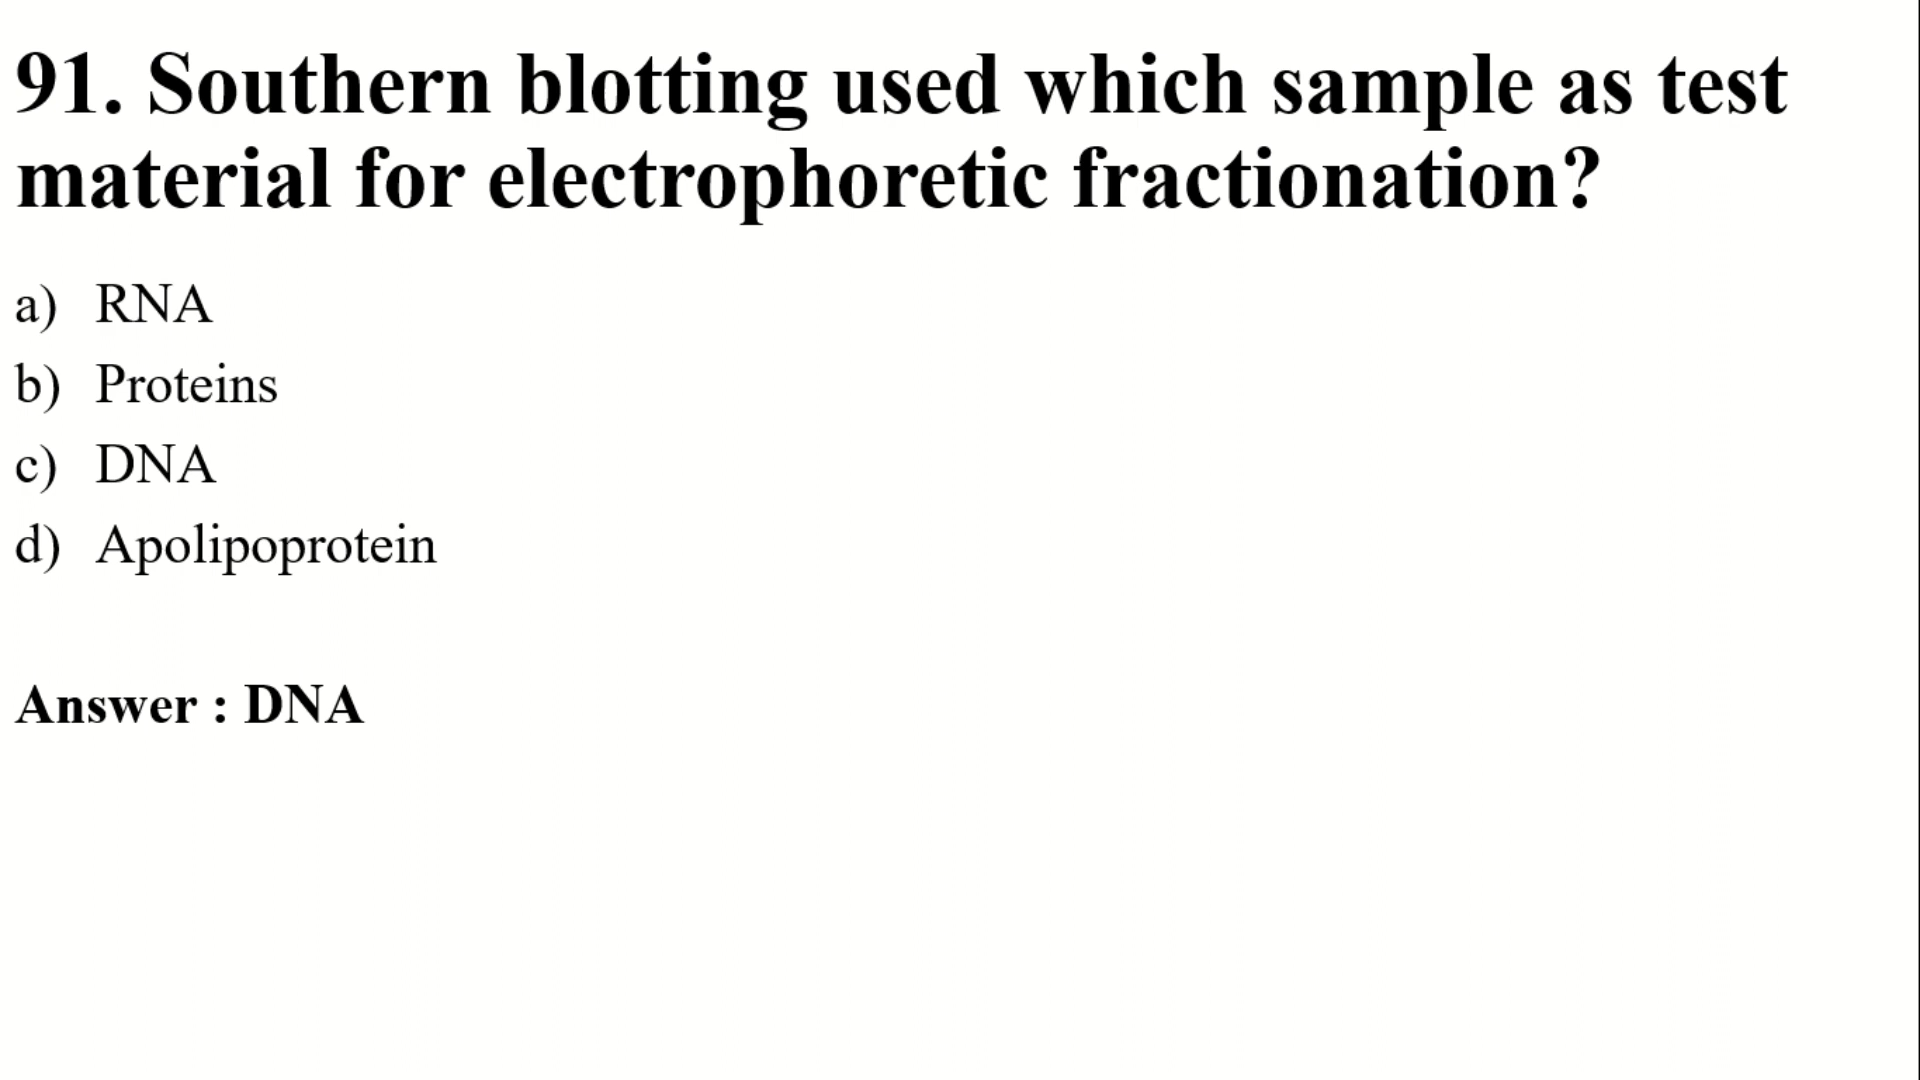 91. Southern blotting used which sample as test
material for electrophoretic fractionation?
a) RNA
b) Proteins
c) DNA
d) Apolipoprotein
Answer : DNA